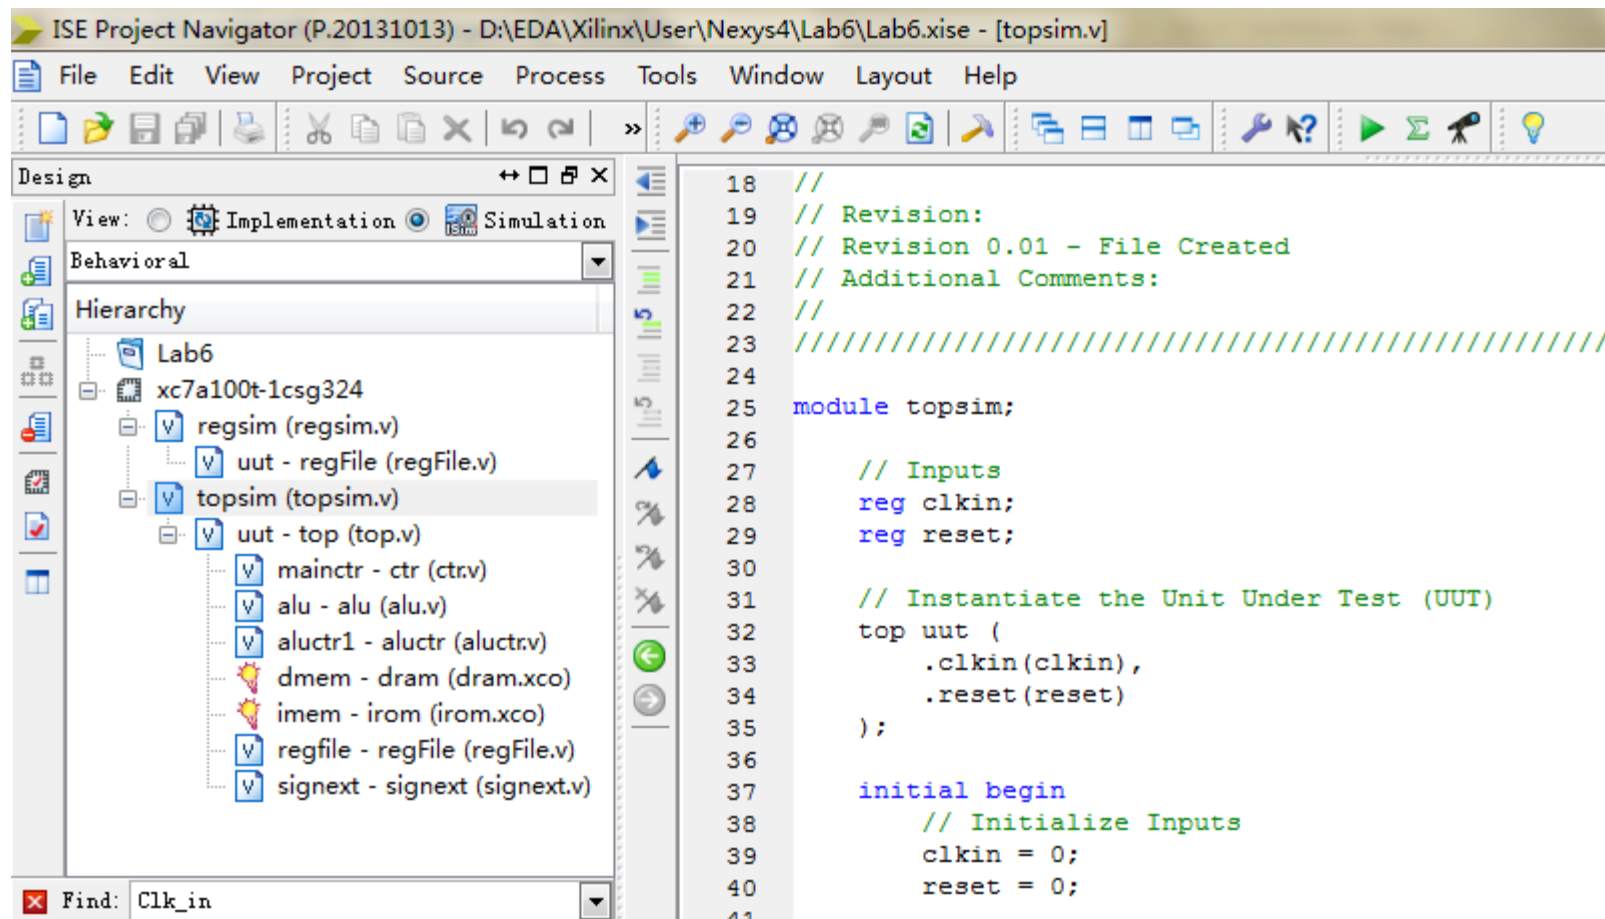 ISE Project Navigator (P.20131013) - D:\EDA\Xilinx\User\Nexys4\Lab6\Lab6.xise - [topsim.v]
File Edit View Project Source Process Tools Window Layout Help
Design
View: Implementation Simulation
Behavioral
Hierarchy
Lab6
xc7a100t-1csg324
regsim (regsim.v)
uut - regFile (regFile.v)
topsim (topsim.v)
uut - top (top.v)
mainctr - ctr (ctr.v)
alu - alu (alu.v)
aluctr1 - aluctr (aluctr.v)
dmem - dram (dram.xco)
imem - irom (irom.xco)
regfile - regFile (regFile.v)
signext - signext (signext.v)
Find: Clk_in
18 //
19 // Revision:
20 // Revision 0.01 - File Created
21 // Additional Comments:
22 //
23 //////////////////////////////////////////////////
24
25 module topsim;
26
27 // Inputs
28 reg clkin;
29 reg reset;
30
31 // Instantiate the Unit Under Test (UUT)
32 top uut (
33 .clkin(clkin),
34 .reset(reset)
35 );
36
37 initial begin
38 // Initialize Inputs
39 clkin = 0;
40 reset = 0;
41